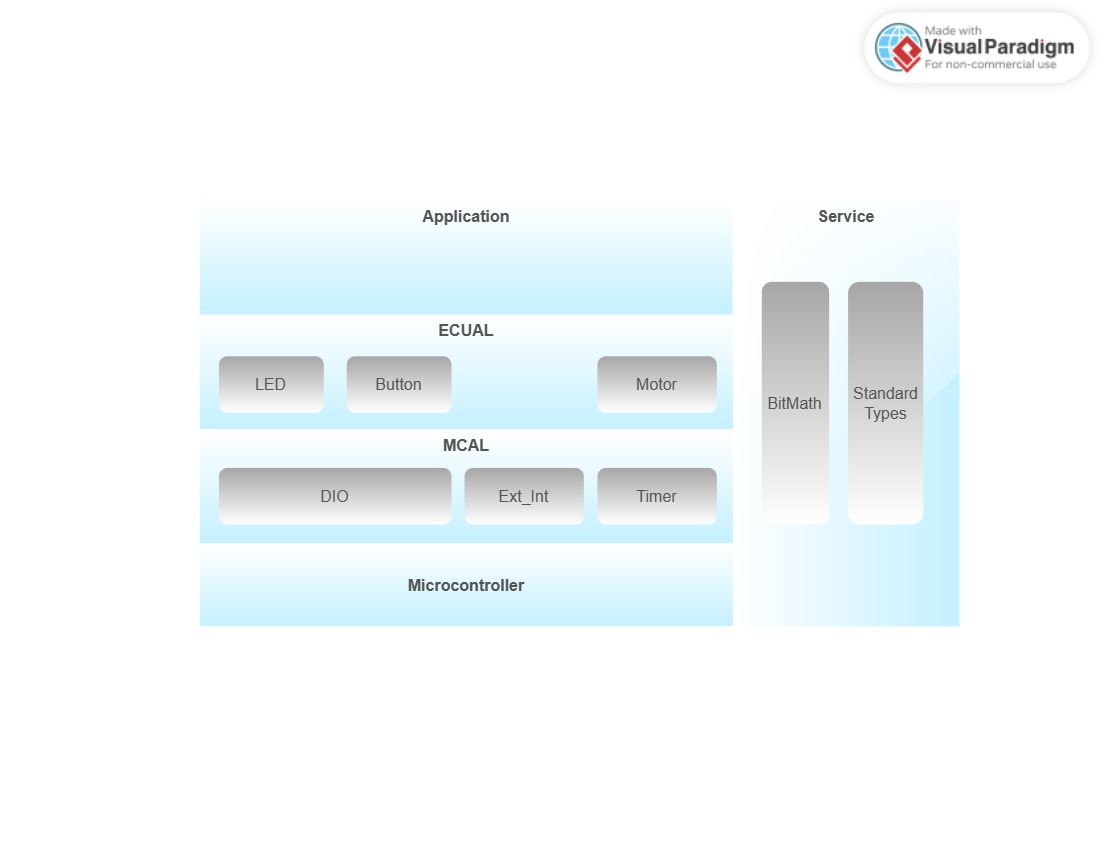 Made with
Visual Paradigm
For non-commercial use
Application
Service
ECUAL
LED
Button
Motor
BitMath
Standard
Types
MCAL
DIO
Ext_Int
Timer
Microcontroller